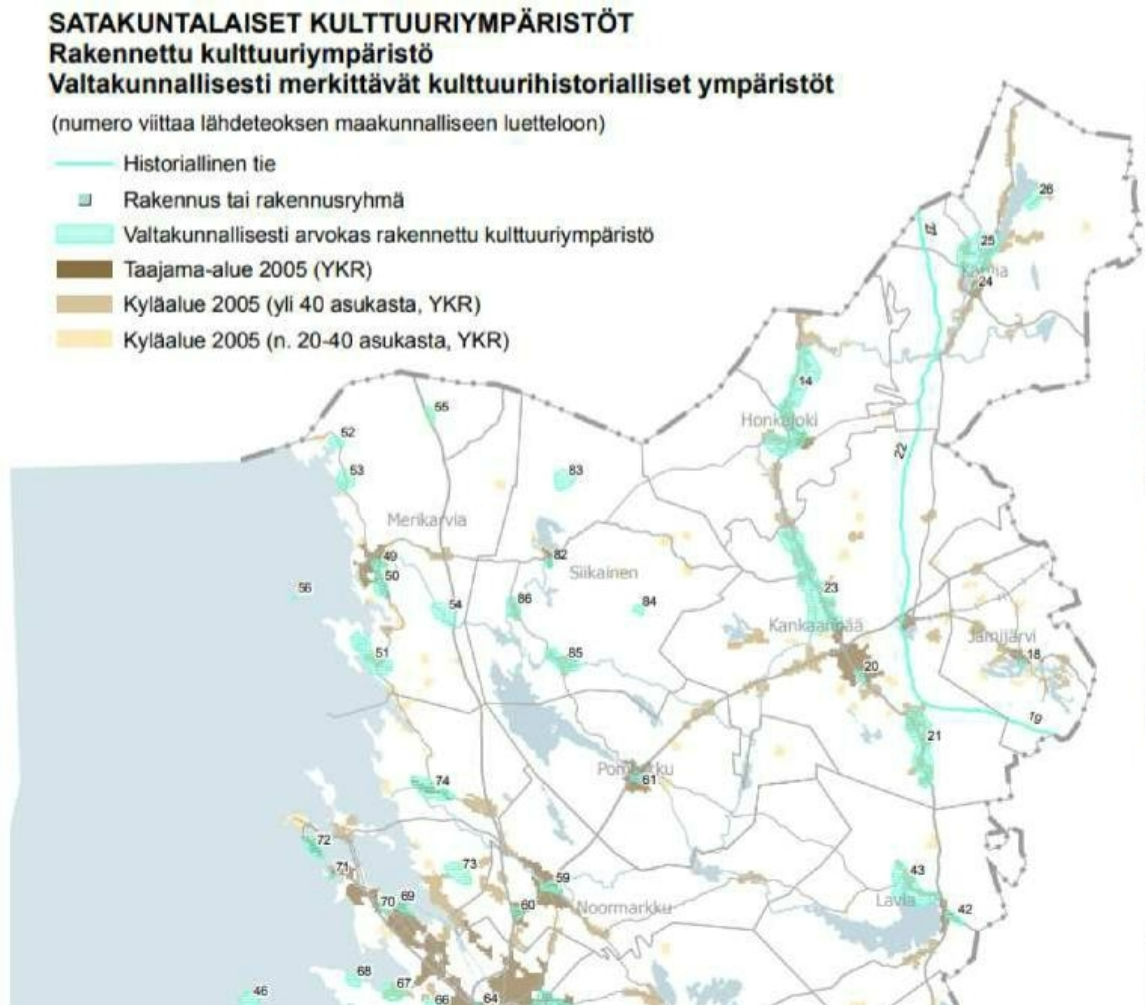 SATAKUNTALAISET KULTTUURIYMPÄRISTÖT
Rakennettu kulttuuriympäristö
Valtakunnallisesti merkittävät kulttuurihistorialliset ympäristöt
(numero viittaa lähdeteoksen maakunnalliseen luetteloon)
Historiallinen tie
Rakennus tai rakennusryhmä
Valtakunnallisesti arvokas rakennettu kulttuuriympäristö
Taajama-alue 2005 (YKR)
Kyläalue 2005 (yli 40 asukasta, YKR)
Kyläalue 2005 (n. 20-40 asukasta, YKR)
26
25
Karvia
24
14
55
Honkajoki
52
22
53
83
Merikarvia
49
82
50
Siikainen
56
23
86
84
54
Kankaanpää
Jämijärvi
51
85
18
20
19
21
Pomarkku
61
74
72
73
43
71
59
Lavia
70
69
60
Noormarkku
42
68
67
46
66
64